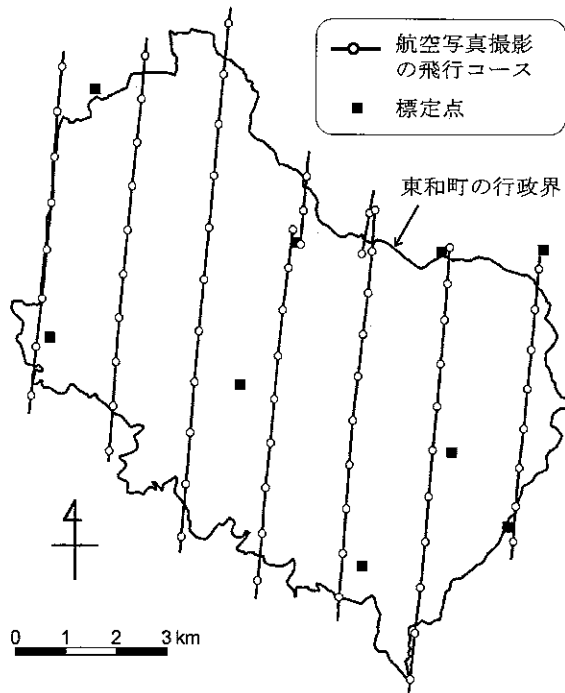 航空写真撮影
の飛行コース
標定点
東和町の行政界
0 1 2 3 km